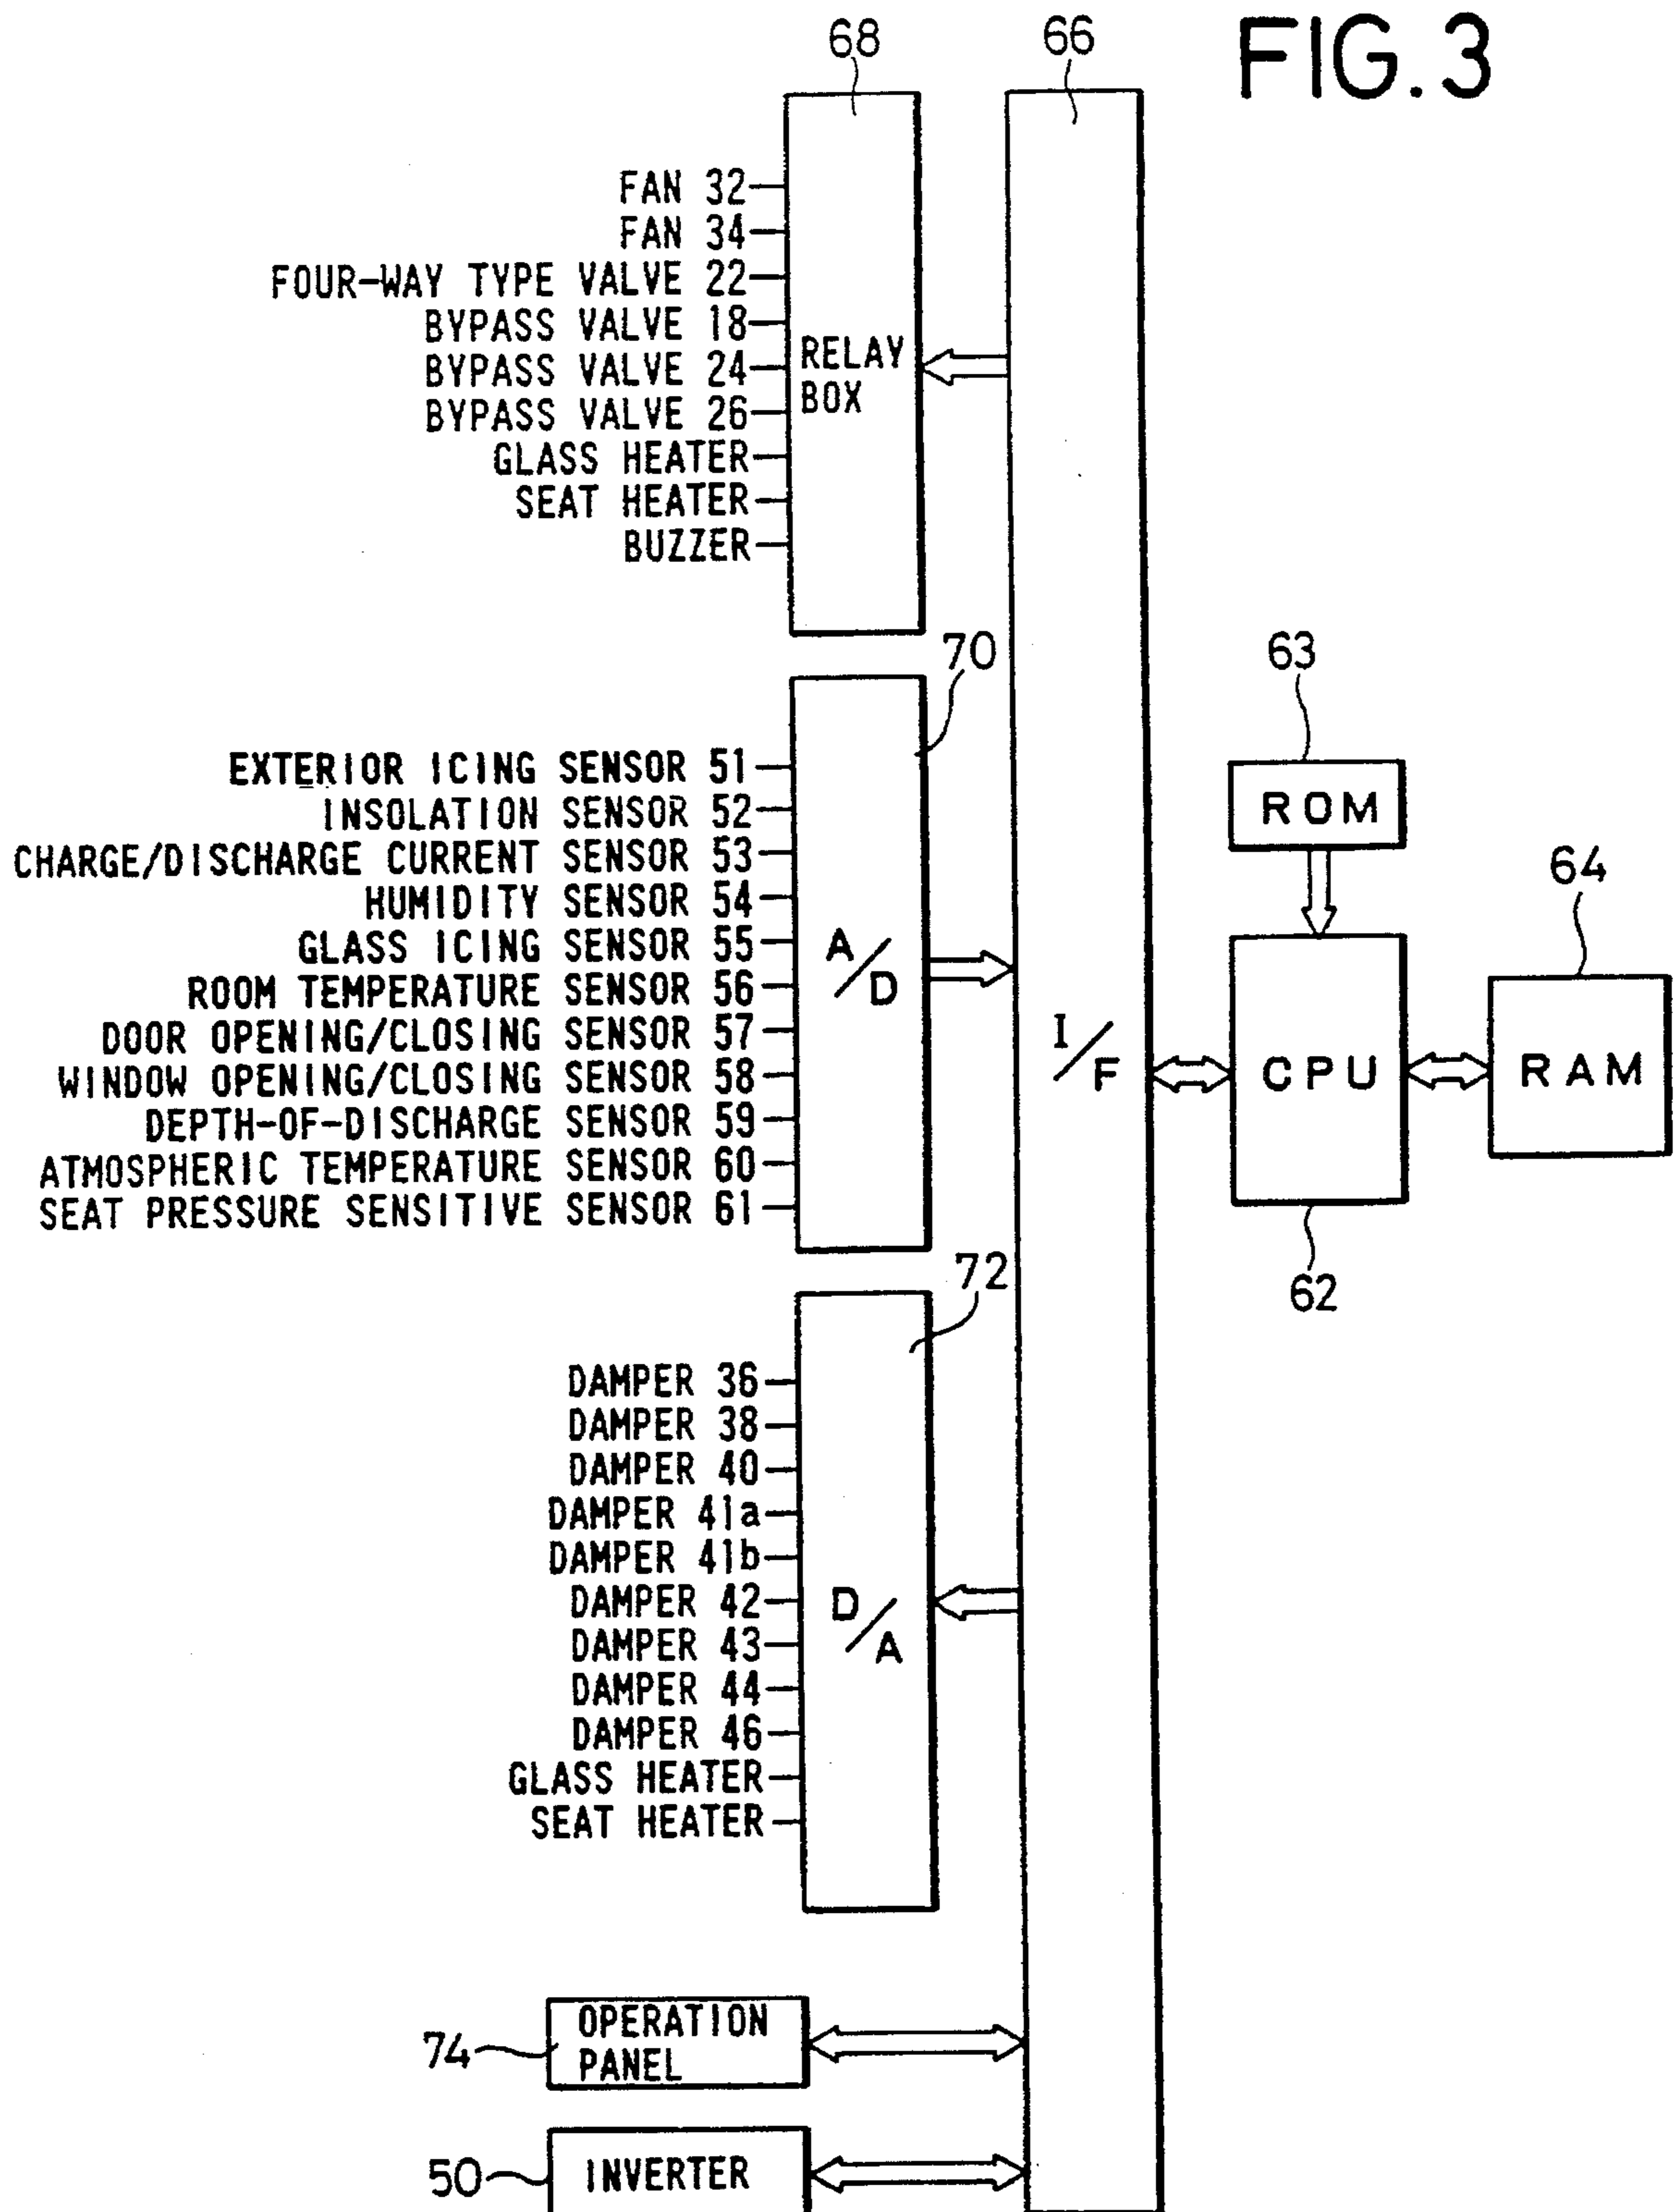 FIG. 3
68
66
FAN 32
FAN 34
FOUR-WAY TYPE VALVE 22
BYPASS VALVE 18
BYPASS VALVE 24
BYPASS VALVE 26
GLASS HEATER
SEAT HEATER
BUZZER
RELAY
BOX
70
EXTERIOR ICING SENSOR 51
INSOLATION SENSOR 52
CHARGE/DISCHARGE CURRENT SENSOR 53
HUMIDITY SENSOR 54
GLASS ICING SENSOR 55
ROOM TEMPERATURE SENSOR 56
DOOR OPENING/CLOSING SENSOR 57
WINDOW OPENING/CLOSING SENSOR 58
DEPTH-OF-DISCHARGE SENSOR 59
ATMOSPHERIC TEMPERATURE SENSOR 60
SEAT PRESSURE SENSITIVE SENSOR 61
A/D
I/F
63
ROM
64
CPU
RAM
62
72
DAMPER 36
DAMPER 38
DAMPER 40
DAMPER 41a
DAMPER 41b
DAMPER 42
DAMPER 43
DAMPER 44
DAMPER 46
GLASS HEATER
SEAT HEATER
D/A
74
OPERATION
PANEL
50
INVERTER